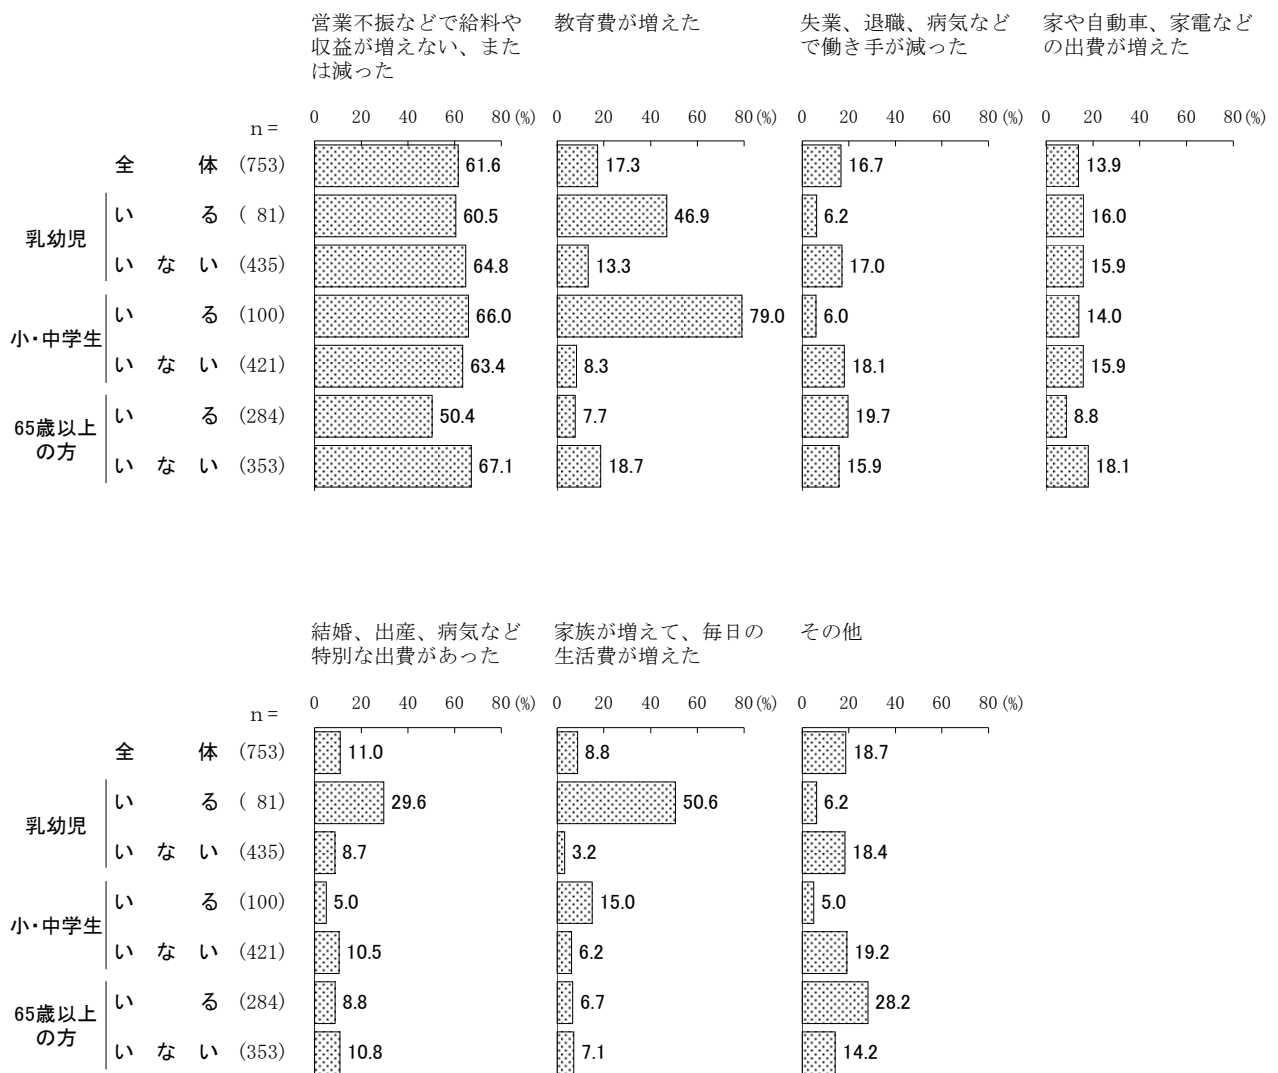 営業不振などで給料や
収益が増えない、また
は減った
教育費が増えた
失業、退職、病気など
で働き手が減った
家や自動車、家電など
の出費が増えた
n＝
0 20 40 60 80(%)
0 20 40 60 80(%)
0 20 40 60 80(%)
0 20 40 60 80(%)
全体 (753) 61.6 17.3 16.7 13.9
乳幼児
いる ( 81) 60.5 46.9 6.2 16.0
いない (435) 64.8 13.3 17.0 15.9
小・中学生
いる (100) 66.0 79.0 6.0 14.0
いない (421) 63.4 8.3 18.1 15.9
65歳以上
の方
いる (284) 50.4 7.7 19.7 8.8
いない (353) 67.1 18.7 15.9 18.1
結婚、出産、病気など
特別な出費があった
家族が増えて、毎日の
生活費が増えた
その他
n＝
0 20 40 60 80(%)
0 20 40 60 80(%)
0 20 40 60 80(%)
全体 (753) 11.0 8.8 18.7
乳幼児
いる ( 81) 29.6 50.6 6.2
いない (435) 8.7 3.2 18.4
小・中学生
いる (100) 5.0 15.0 5.0
いない (421) 10.5 6.2 19.2
65歳以上
の方
いる (284) 8.8 6.7 28.2
いない (353) 10.8 7.1 14.2